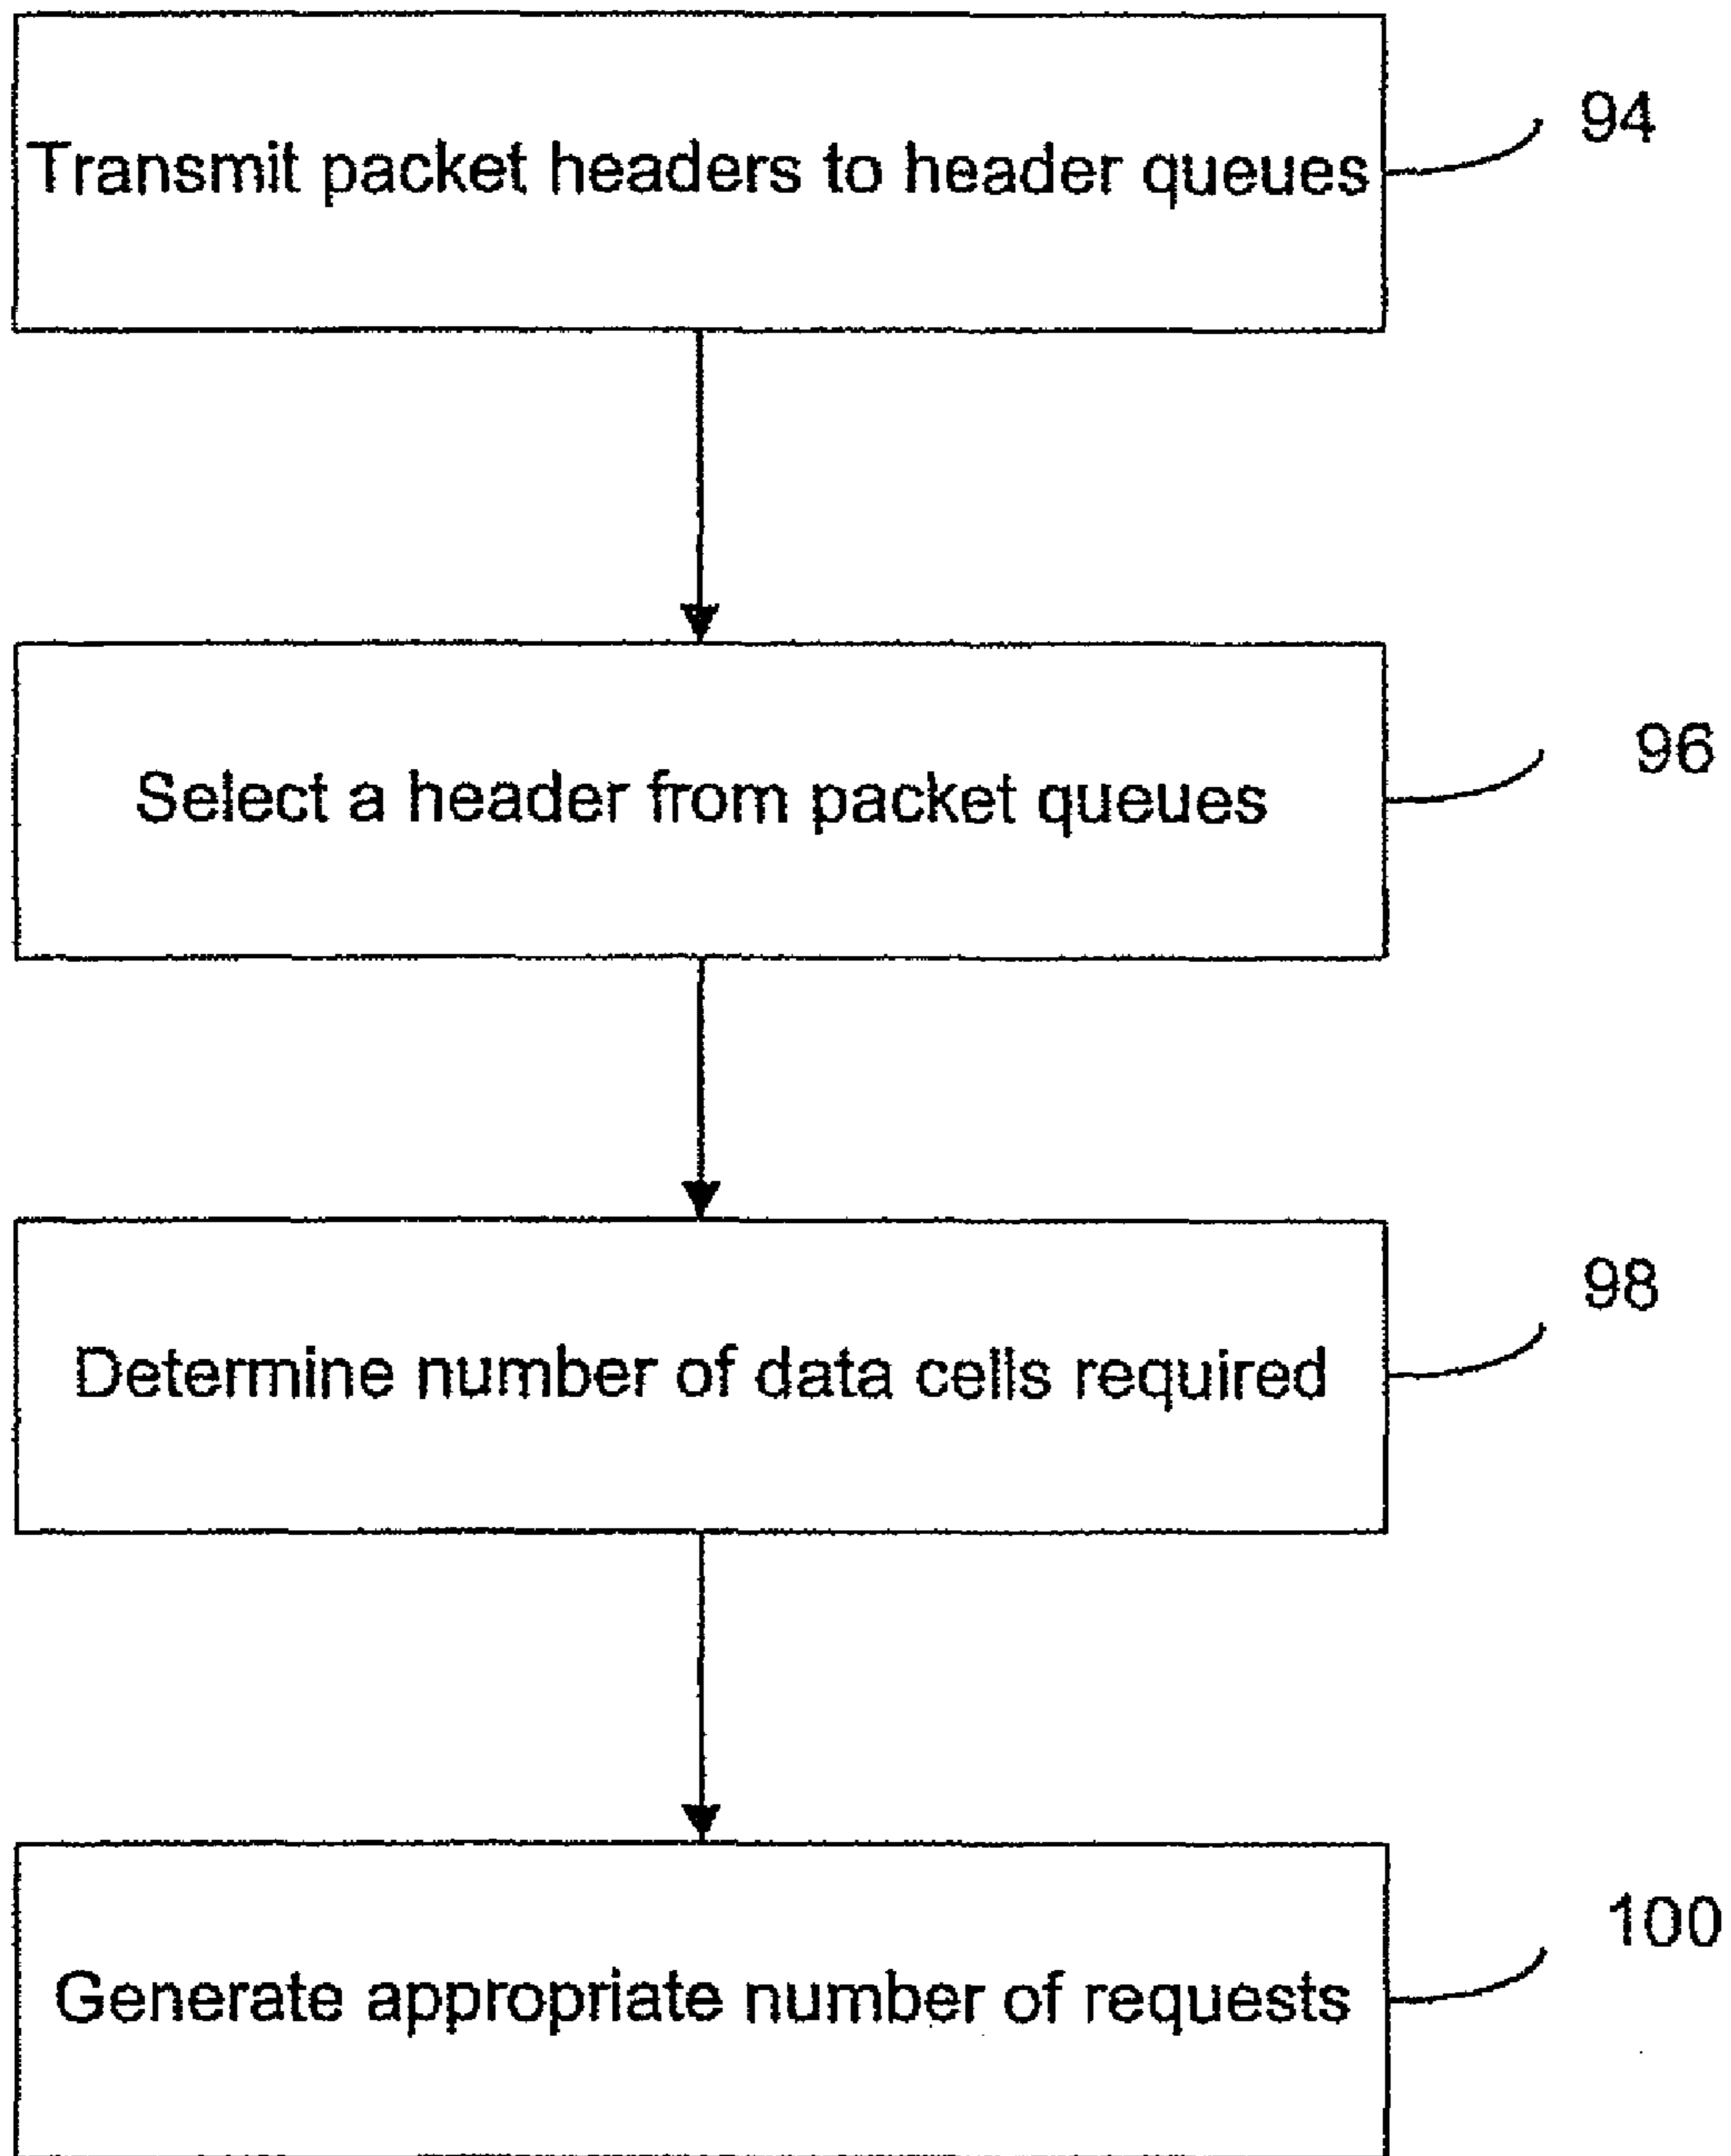 Transmit packet headers to header queues
94
Select a header from packet queues
96
Determine number of data cells required
98
Generate appropriate number of requests
100